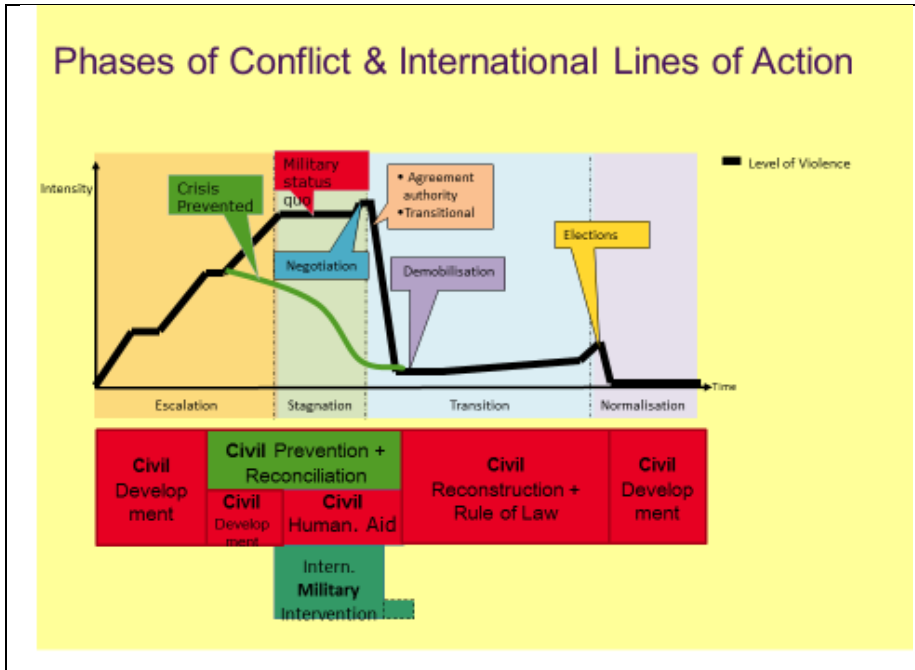 Phases of Conflict & International Lines of Action
Level of Violence
Intensity
Crisis
Prevented
Military
status
quo
• Agreement
authority
•Transitional
Negotiation
Demobilisation
Elections
Time
Escalation
Stagnation
Transition
Normalisation
Civil
Develop
ment
Civil Prevention +
Reconciliation
Civil
Develop
ment
Civil
Human. Aid
Civil
Reconstruction +
Rule of Law
Civil
Develop
ment
Intern.
Military
Intervention